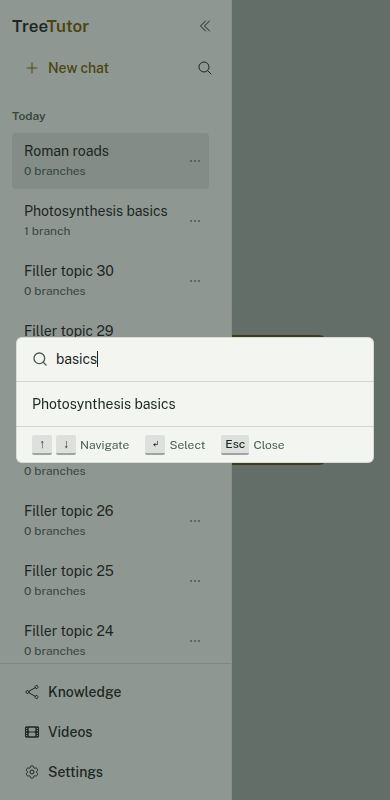 TreeTutor
New chat
Today
Roman roads
0 branches
Photosynthesis basics
1 branch
Filler topic 30
0 branches
Filler topic 29
basics
Photosynthesis basics
↑ ↓ Navigate ↵ Select Esc Close
0 branches
Filler topic 26
0 branches
Filler topic 25
0 branches
Filler topic 24
0 branches
Knowledge
Videos
Settings